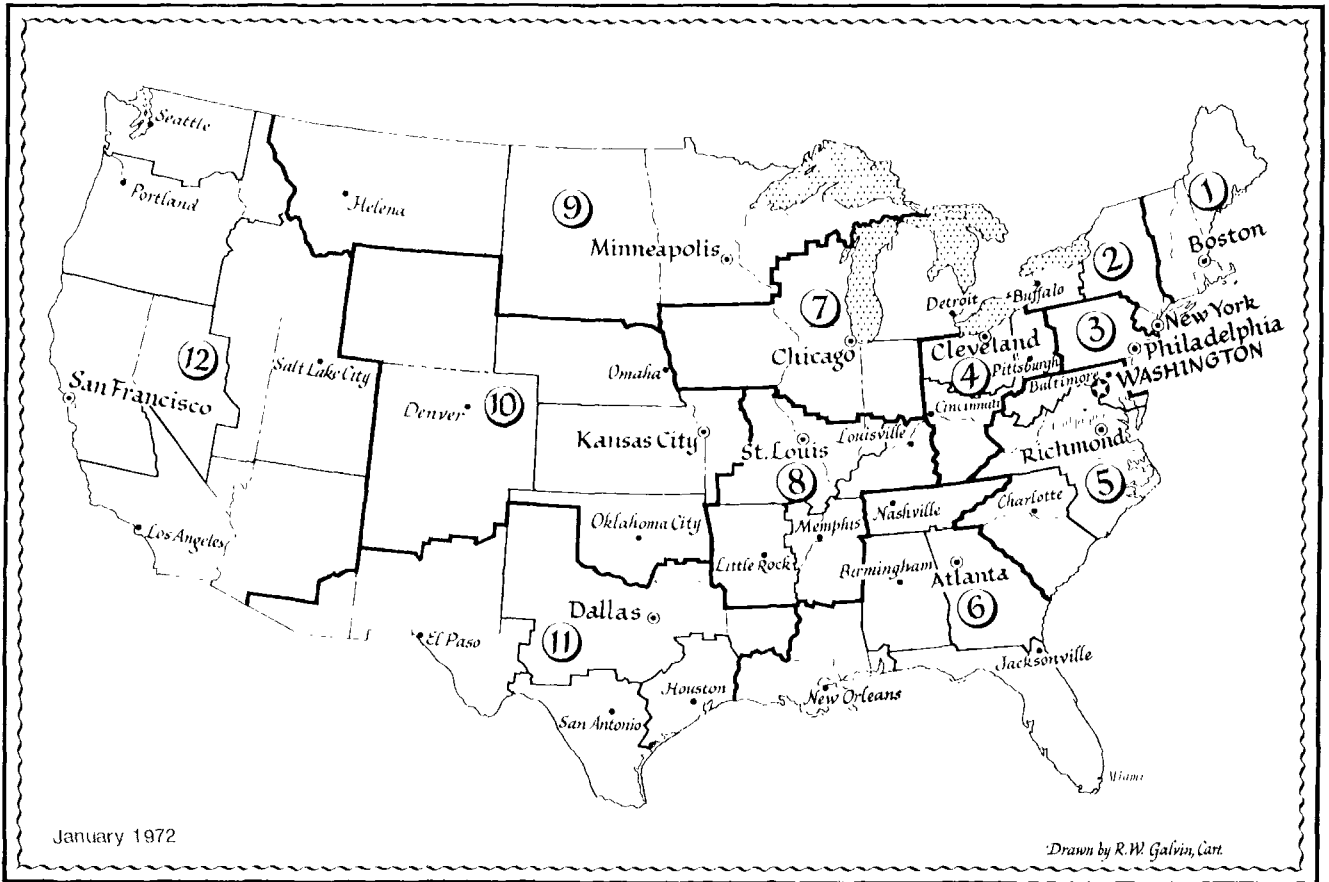 Seattle
Portland
Helena
9
Minneapolis
1
Boston
2
Buffalo
Detroit
New York
3
Philadelphia
7
Chicago
Cleveland
Pittsburgh
4
WASHINGTON
Baltimore
Cincinnati
12
San Francisco
Salt Lake City
Omaha
Denver
10
Kansas City
St. Louis
Louisville
8
Richmond
5
Charlotte
Nashville
Memphis
Oklahoma City
Little Rock
Birmingham
Atlanta
6
Los Angeles
Dallas
11
El Paso
Houston
San Antonio
New Orleans
Jacksonville
Miami
January 1972
Drawn by R.W. Galvin, Cart.